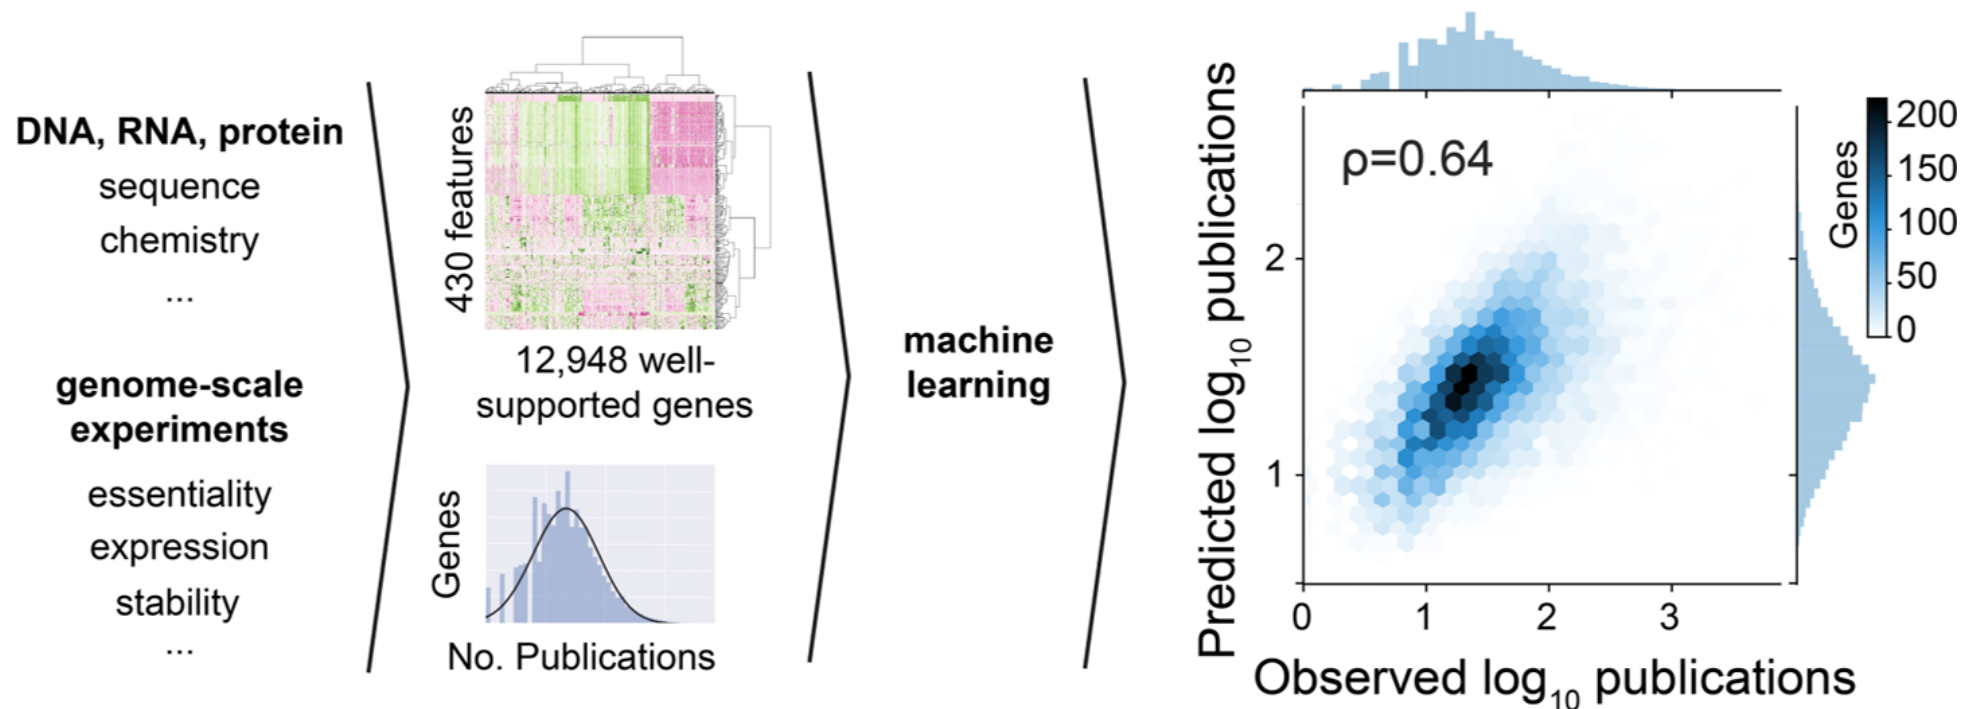 DNA, RNA, protein
sequence
chemistry
...
genome-scale
experiments
essentiality
expression
stability
...
430 features
12,948 well-
supported genes
Genes
No. Publications
machine
learning
Predicted log10 publications
2
1
ρ=0.64
0
1
2
3
Observed log10 publications
Genes
200
150
100
50
0